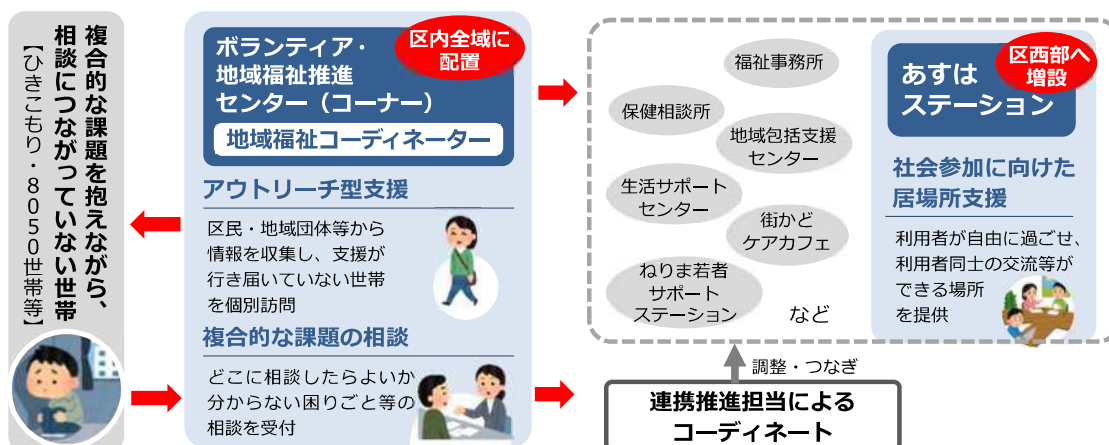 複合的な課題を抱えながら、
相談につながっていない世帯
【ひきこもり・8050世帯等】
ボランティア・
地域福祉推進
センター（コーナー）
区内全域に
配置
地域福祉コーディネーター
アウトリーチ型支援
区民・地域団体等から
情報を収集し、支援が
行き届いていない世帯
を個別訪問
複合的な課題の相談
どこに相談したらよいか
分からない困りごと等の
相談を受付
福祉事務所
保健相談所
地域包括支援
センター
生活サポート
センター
街かど
ケアカフェ
ねりま若者
サポート
ステーション
など
あすは
ステーション
区西部へ
増設
社会参加に向けた
居場所支援
利用者が自由に過ごせ、
利用者同士の交流等が
できる場所
を提供
調整・つなぎ
連携推進担当による
コーディネート